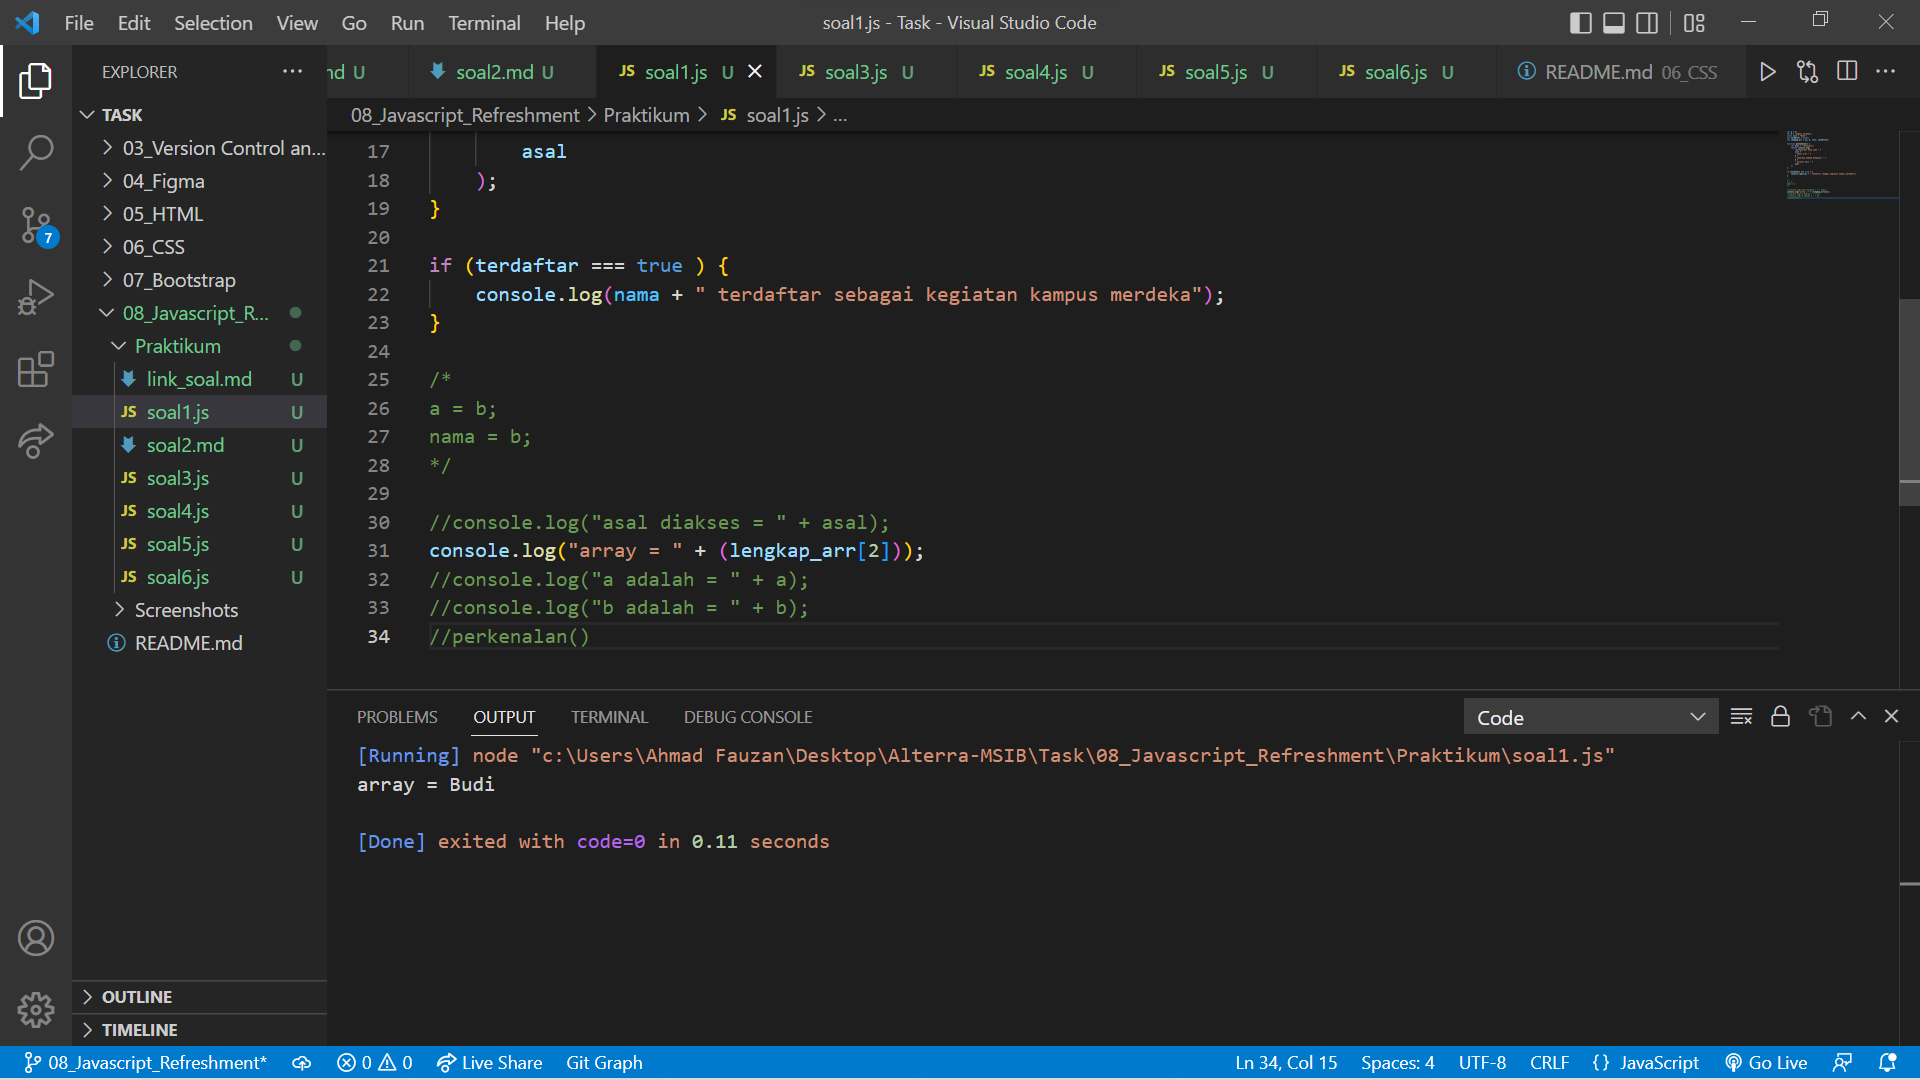 File Edit Selection View Go Run Terminal Help
soal1.js - Task - Visual Studio Code
EXPLORER
TASK
03_Version Control an...
04_Figma
05_HTML
06_CSS
07_Bootstrap
08_Javascript_R...
Praktikum
link_soal.md U
JS soal1.js U
soal2.md U
JS soal3.js U
JS soal4.js U
JS soal5.js U
JS soal6.js U
Screenshots
README.md
OUTLINE
TIMELINE
7
nd U
soal2.md U
JS soal1.js U
JS soal3.js U
JS soal4.js U
JS soal5.js U
JS soal6.js U
README.md 06_CSS
08_Javascript_Refreshment > Praktikum > JS soal1.js > ...
17 asal
18 );
19 }
20
21 if (terdaftar === true ) {
22 console.log(nama + " terdaftar sebagai kegiatan kampus merdeka");
23 }
24
25 /*
26 a = b;
27 nama = b;
28 */
29
30 //console.log("asal diakses = " + asal);
31 console.log("array = " + (lengkap_arr[2]));
32 //console.log("a adalah = " + a);
33 //console.log("b adalah = " + b);
34 //perkenalan()
PROBLEMS OUTPUT TERMINAL DEBUG CONSOLE
Code
[Running] node "c:\Users\Ahmad Fauzan\Desktop\Alterra-MSIB\Task\08_Javascript_Refreshment\Praktikum\soal1.js"
array = Budi
[Done] exited with code=0 in 0.11 seconds
08_Javascript_Refreshment* 0 0 Live Share Git Graph
Ln 34, Col 15 Spaces: 4 UTF-8 CRLF {} JavaScript Go Live